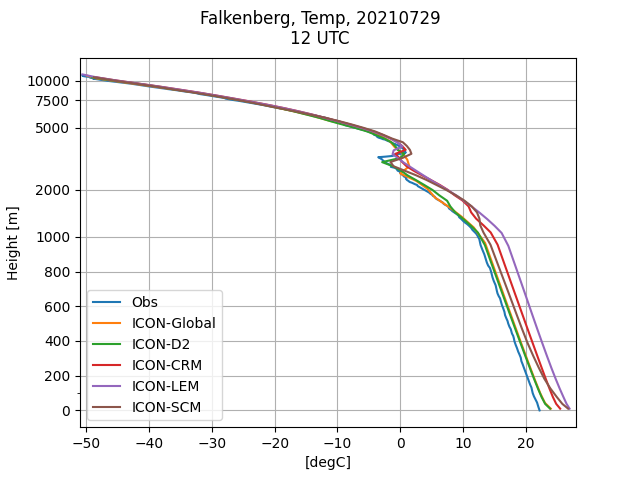 Falkenberg, Temp, 20210729
12 UTC
10000
7500
5000
2000
1000
800
600
400
200
0
Height [m]
Obs
ICON-Global
ICON-D2
ICON-CRM
ICON-LEM
ICON-SCM
−50 −40 −30 −20 −10 0 10 20
[degC]